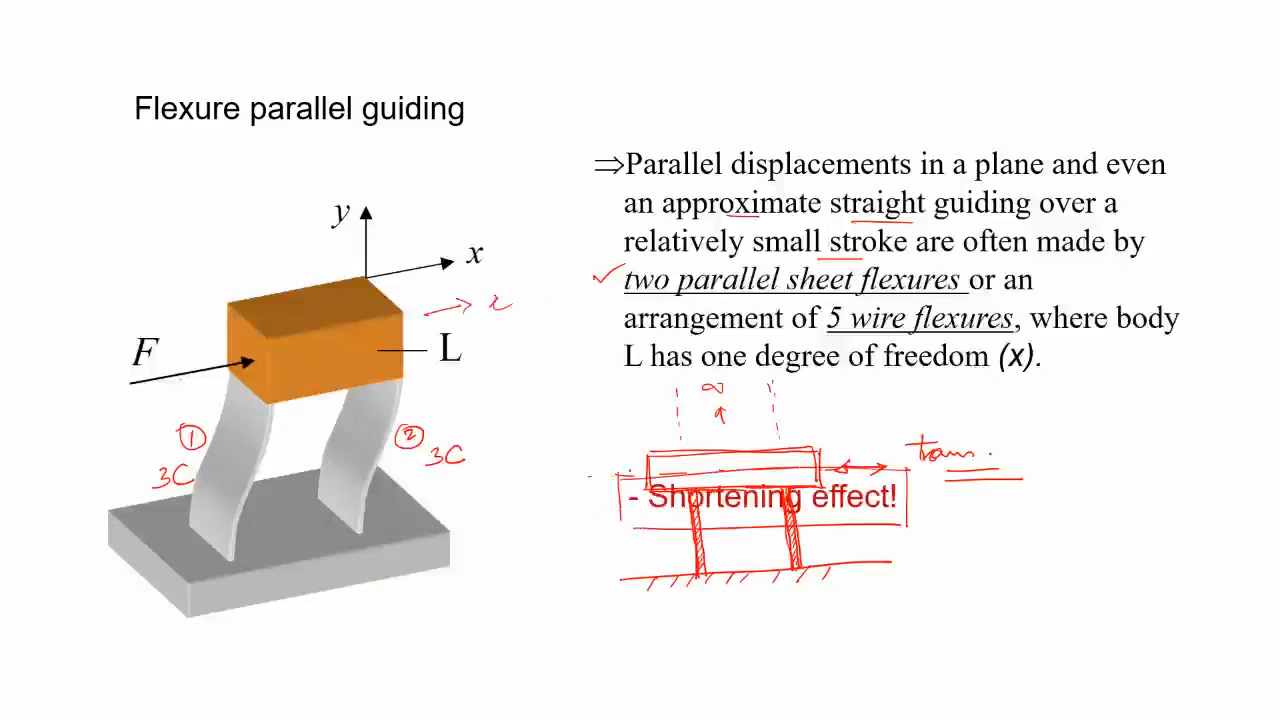 Flexure parallel guiding
⇒Parallel displacements in a plane and even
an approximate straight guiding over a
relatively small stroke are often made by
two parallel sheet flexures or an
arrangement of 5 wire flexures, where body
L has one degree of freedom (x).
y
x
x
F
L
1
3C
2
3C
∞
- Shortening effect!